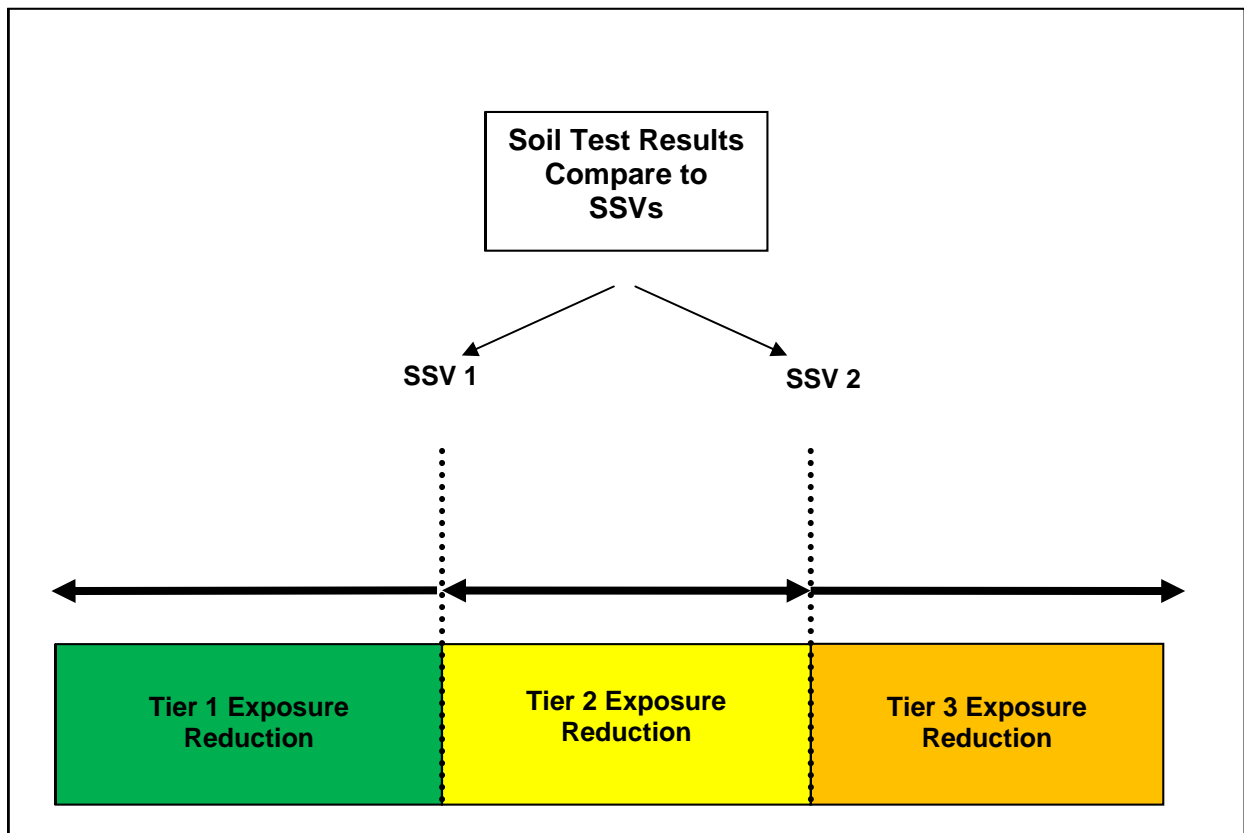 Soil Test Results
Compare to
SSVs
SSV 1
SSV 2
Tier 1 Exposure
Reduction
Tier 2 Exposure
Reduction
Tier 3 Exposure
Reduction